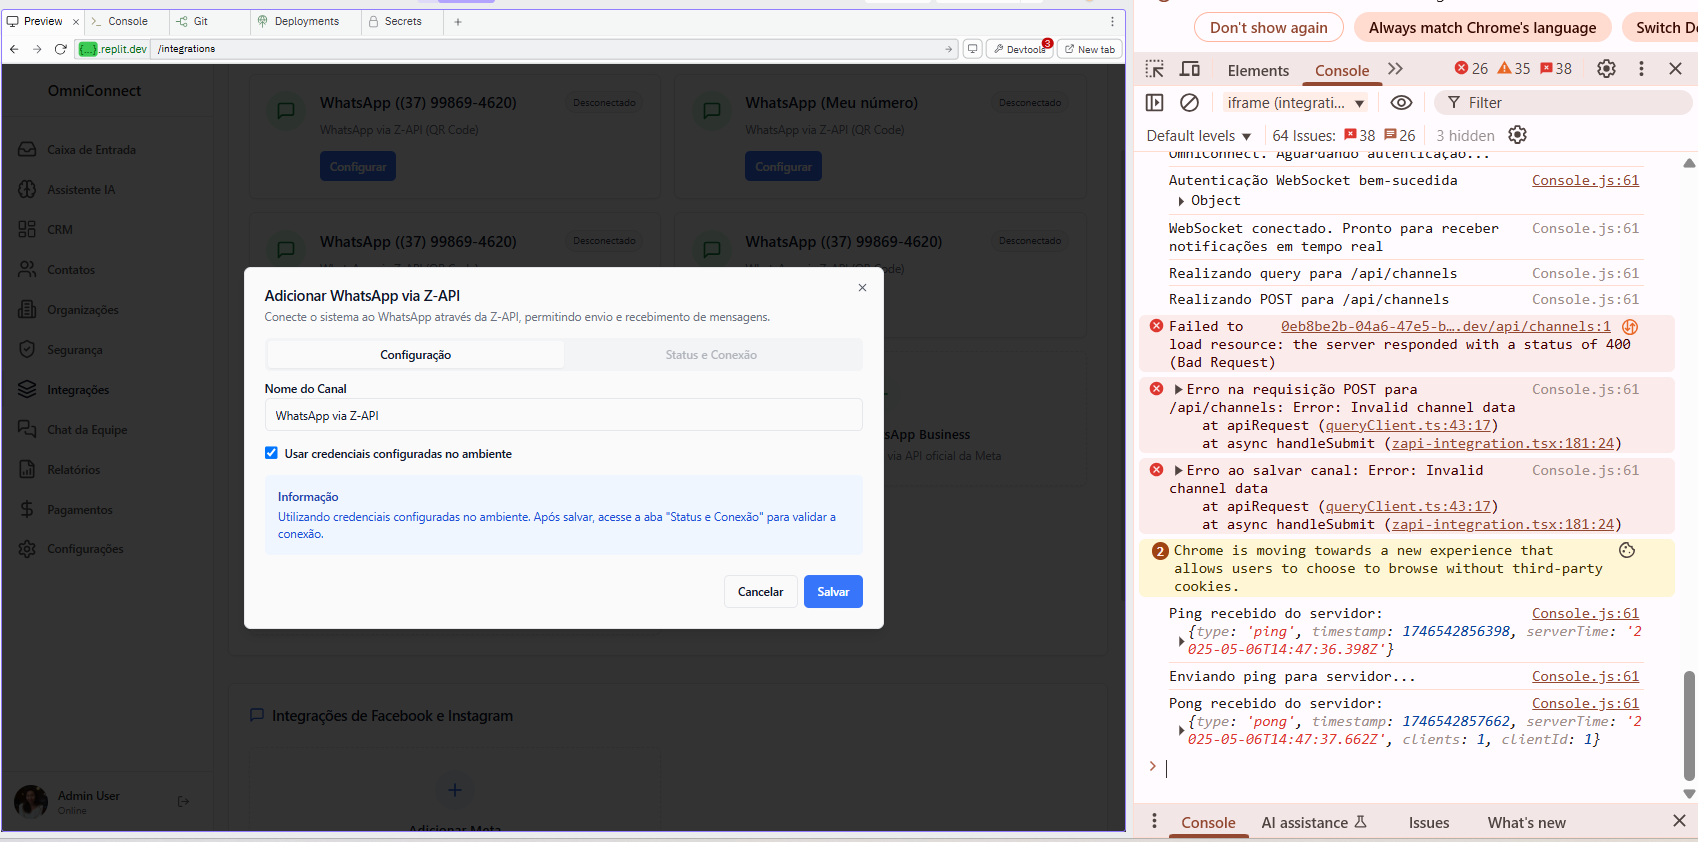 Preview
Console
Git
Deployments
Secrets
{...}.replit.dev /integrations
Devtools 3
New tab
OmniConnect
Caixa de Entrada
Assistente IA
CRM
Contatos
Organizações
Segurança
Integrações
Chat da Equipe
Relatórios
Pagamentos
Configurações
Admin User
Online
WhatsApp ((37) 99869-4620)
Desconectado
WhatsApp via Z-API (QR Code)
Configurar
WhatsApp (Meu número)
Desconectado
WhatsApp via Z-API (QR Code)
Configurar
WhatsApp ((37) 99869-4620)
Desconectado
WhatsApp ((37) 99869-4620)
Desconectado
sApp Business
via API oficial da Meta
Adicionar WhatsApp via Z-API
Conecte o sistema ao WhatsApp através da Z-API, permitindo envio e recebimento de mensagens.
Configuração
Status e Conexão
Nome do Canal
WhatsApp via Z-API
Usar credenciais configuradas no ambiente
Informação
Utilizando credenciais configuradas no ambiente. Após salvar, acesse a aba "Status e Conexão" para validar a
conexão.
Cancelar
Salvar
Integrações de Facebook e Instagram
Adicionar Meta
Don't show again
Always match Chrome's language
Switch De
Elements
Console
26 35 38
iframe (integrati...
Filter
Default levels
64 Issues: 38 26
3 hidden
OmniConnect: Aguardando autenticação...
Autenticação WebSocket bem-sucedida Console.js:61
Object
WebSocket conectado. Pronto para receber Console.js:61
notificações em tempo real
Realizando query para /api/channels Console.js:61
Realizando POST para /api/channels Console.js:61
Failed to 0eb8be2b-04a6-47e5-b….dev/api/channels:1
load resource: the server responded with a status of 400
(Bad Request)
Erro na requisição POST para Console.js:61
/api/channels: Error: Invalid channel data
at apiRequest (queryClient.ts:43:17)
at async handleSubmit (zapi-integration.tsx:181:24)
Erro ao salvar canal: Error: Invalid Console.js:61
channel data
at apiRequest (queryClient.ts:43:17)
at async handleSubmit (zapi-integration.tsx:181:24)
2 Chrome is moving towards a new experience that
allows users to choose to browse without third-party
cookies.
Ping recebido do servidor: Console.js:61
{type: 'ping', timestamp: 1746542856398, serverTime: '2
025-05-06T14:47:36.398Z'}
Enviando ping para servidor... Console.js:61
Pong recebido do servidor: Console.js:61
{type: 'pong', timestamp: 1746542857662, serverTime: '2
025-05-06T14:47:37.662Z', clients: 1, clientId: 1}
Console
AI assistance
Issues
What's new